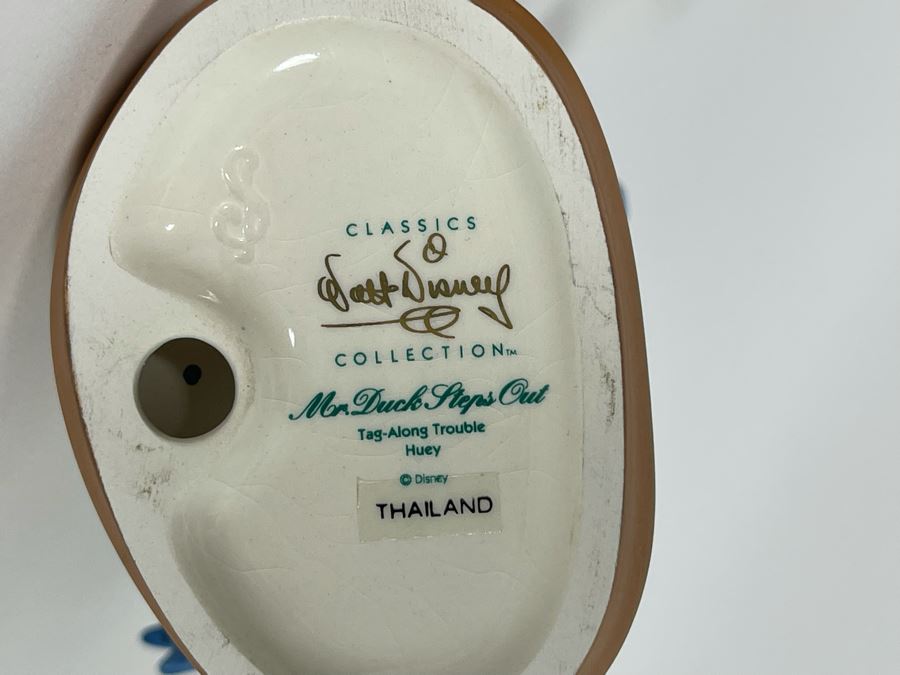 CLASSICS
Walt Disney
COLLECTION™
Mr. Duck Steps Out
Tag-Along Trouble
Huey
© Disney
THAILAND